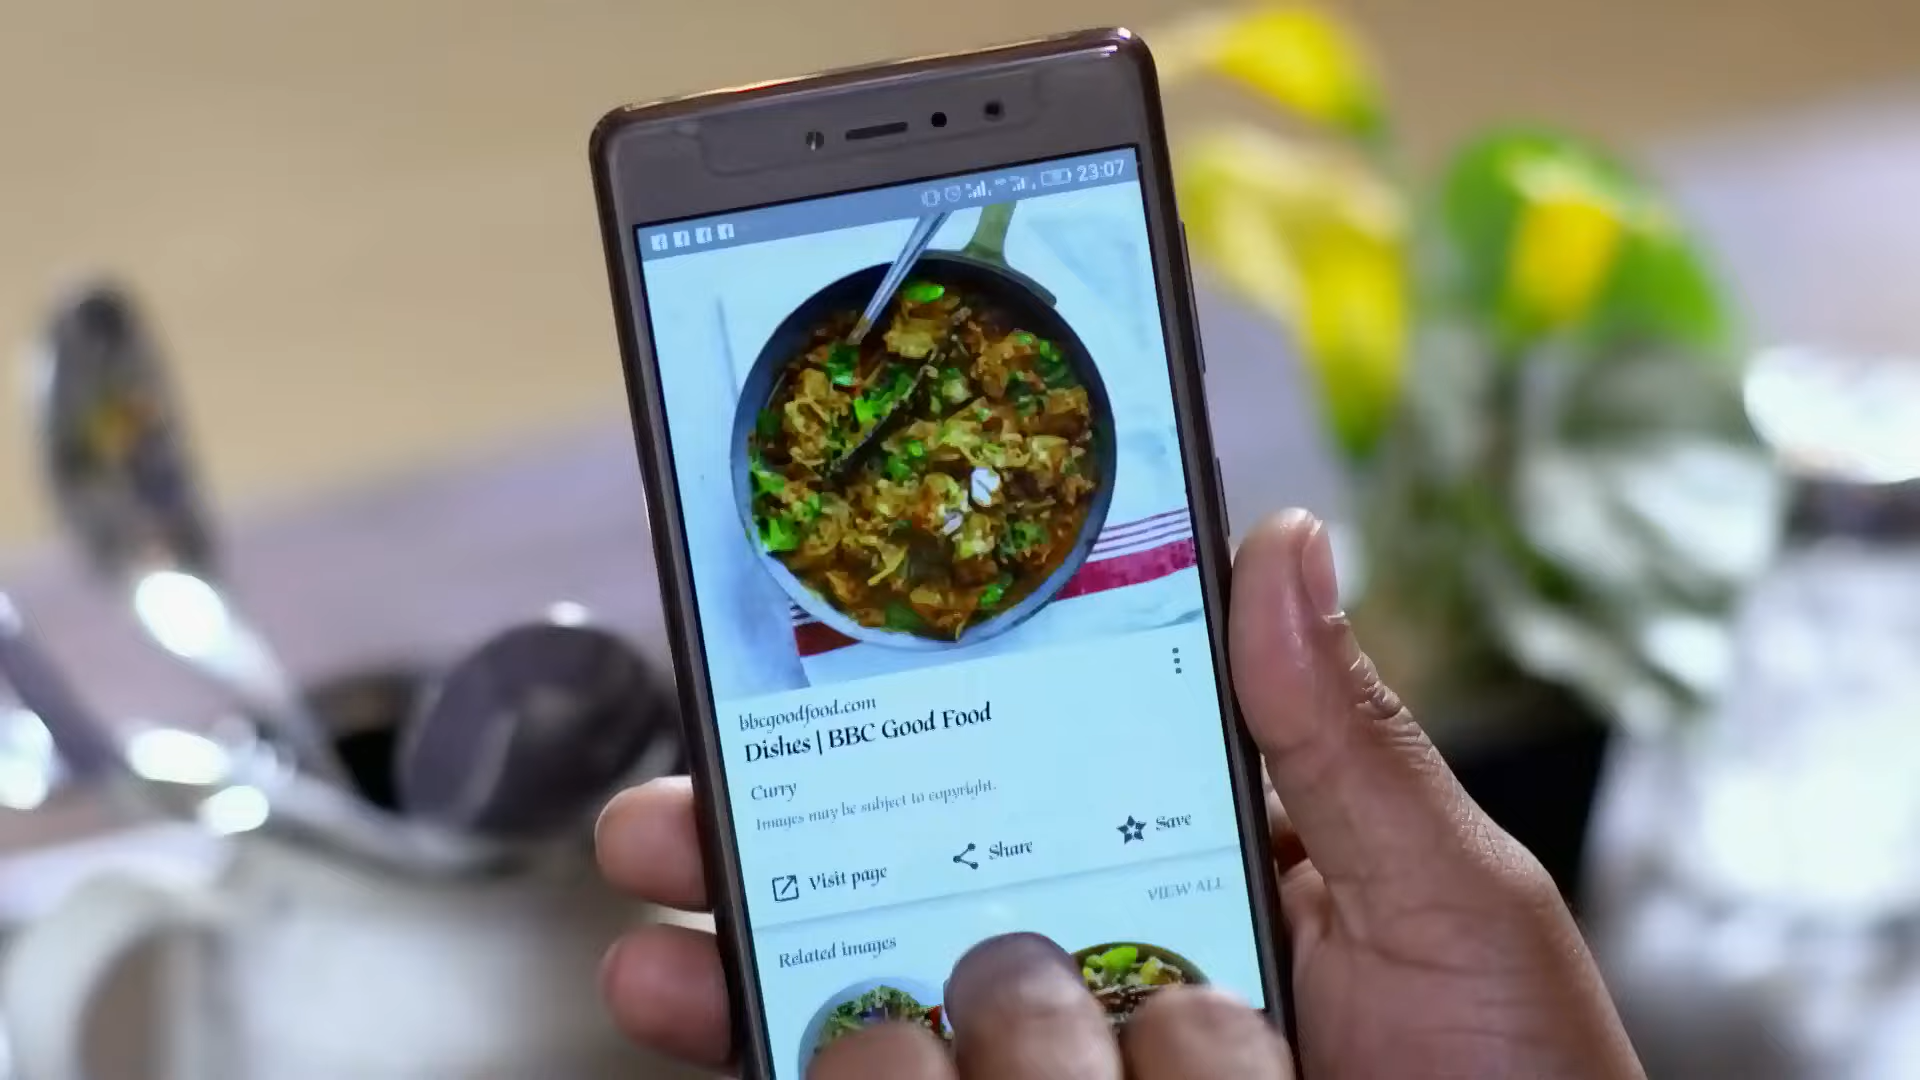 23:07
bbcgoodfood.com
Dishes | BBC Good Food
Curry
Images may be subject to copyright.
Visit page
Share
Save
VIEW ALL
Related images